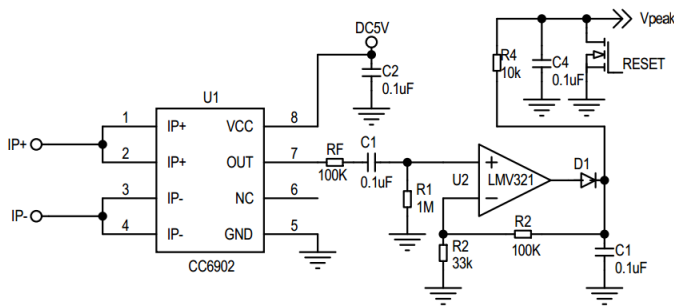 Vpeak
DC5V
R4
10k
C4
0.1uF
RESET
C2
0.1uF
U1
IP+
1
IP+
VCC
8
2
IP+
OUT
7
RF
100K
C1
0.1uF
U2
LMV321
+
-
D1
IP-
3
IP-
NC
6
R1
1M
4
IP-
GND
5
R2
100K
R2
33k
C1
0.1uF
CC6902